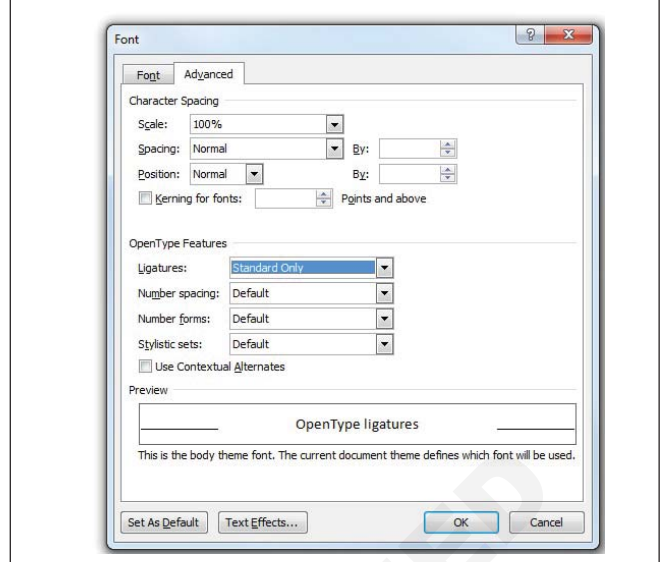 Font
?
X
Font Advanced
Character Spacing
Scale: 100%
Spacing: Normal By:
Position: Normal By:
Kerning for fonts: Points and above
OpenType Features
Ligatures: Standard Only
Number spacing: Default
Number forms: Default
Stylistic sets: Default
Use Contextual Alternates
Preview
OpenType ligatures
This is the body theme font. The current document theme defines which font will be used.
Set As Default Text Effects... OK Cancel